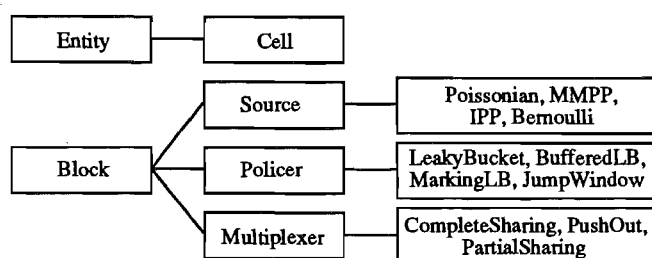 Entity
Cell
Source
Poissonian, MMPP,
IPP, Bernoulli
Block
Policer
LeakyBucket, BufferedLB,
MarkingLB, JumpWindow
Multiplexer
CompleteSharing, PushOut,
PartialSharing